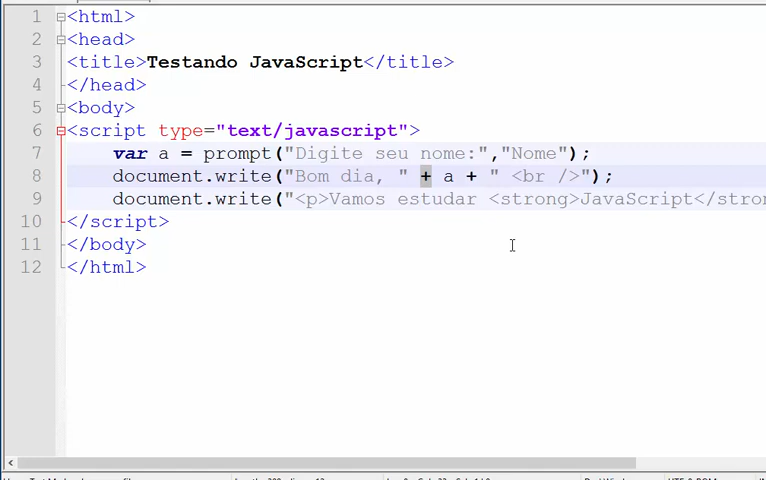 1 <html>
2 <head>
3 <title>Testando JavaScript</title>
4 </head>
5 <body>
6 <script type="text/javascript">
7 var a = prompt("Digite seu nome:","Nome");
8 document.write("Bom dia, " + a + " <br />");
9 document.write("<p>Vamos estudar <strong>JavaScript</stron
10 </script>
11 </body>
12 </html>